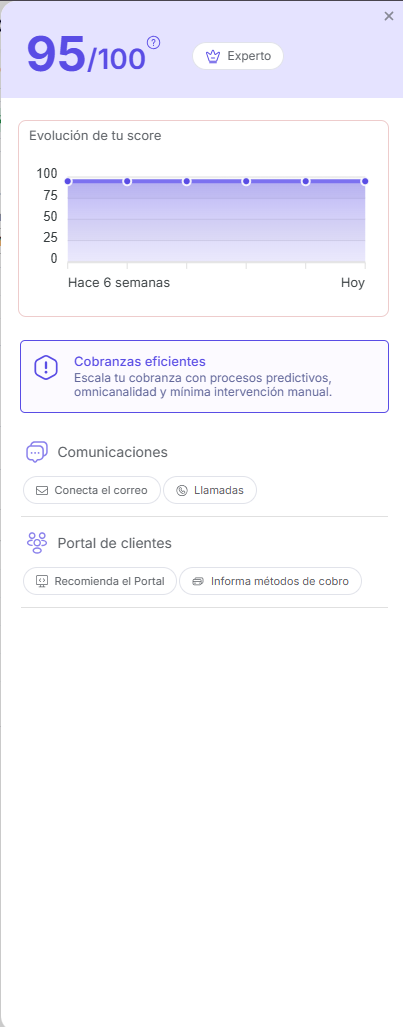 95/100
Experto
Evolución de tu score
100
75
50
25
0
Hace 6 semanas
Hoy
Cobranzas eficientes
Escala tu cobranza con procesos predictivos,
omnicanalidad y mínima intervención manual.
Comunicaciones
Conecta el correo
Llamadas
Portal de clientes
Recomienda el Portal
Informa métodos de cobro